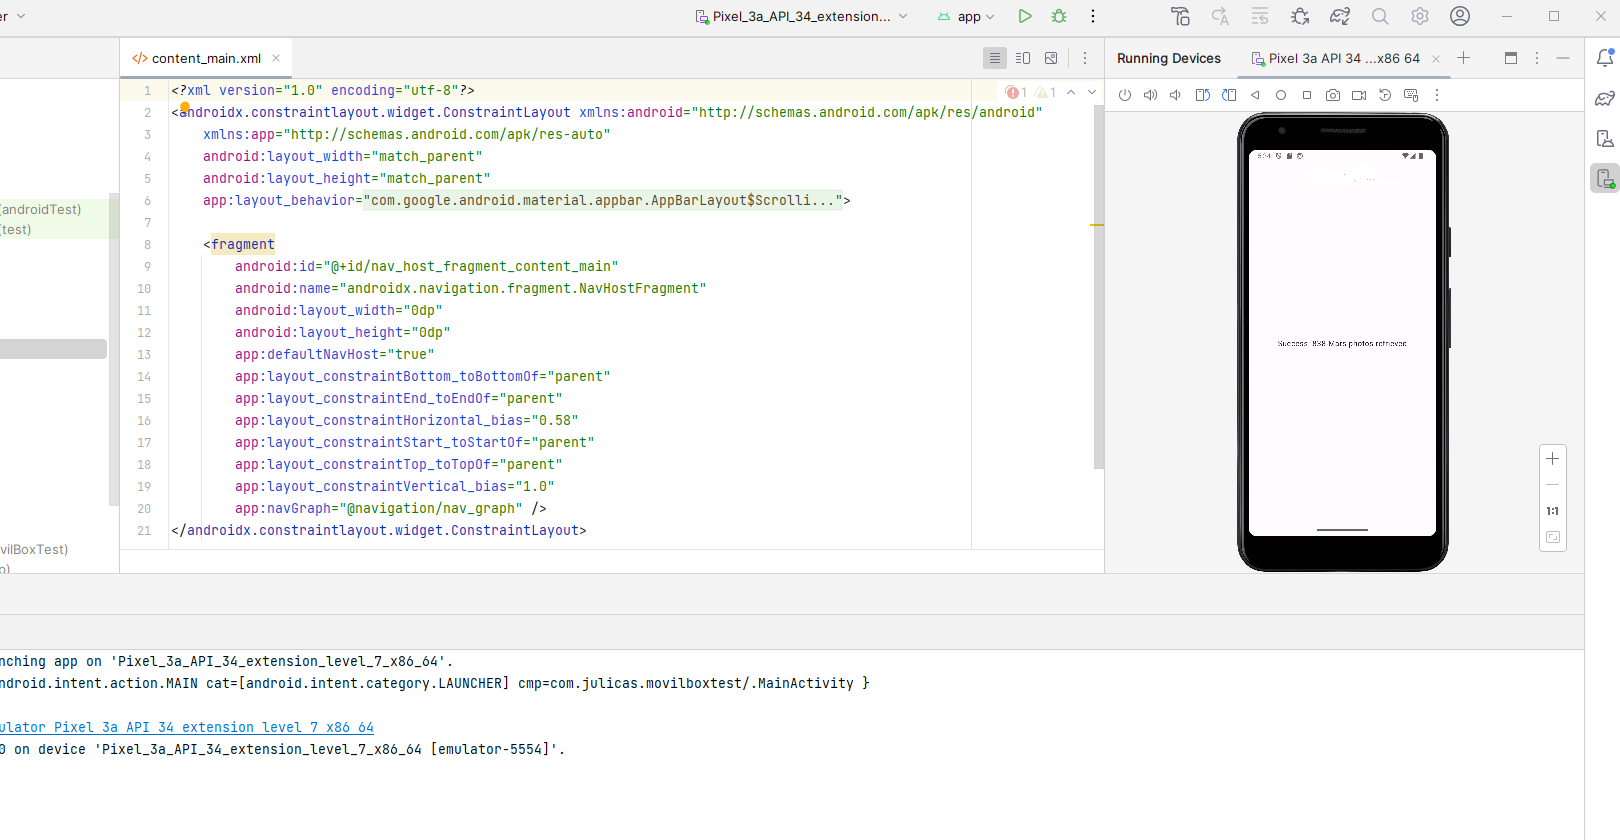 er
Pixel_3a_API_34_extension...
app
content_main.xml
Running Devices
Pixel 3a API 34 ...x86 64
1 <?xml version="1.0" encoding="utf-8"?>
1 1
2 <androidx.constraintlayout.widget.ConstraintLayout xmlns:android="http://schemas.android.com/apk/res/android"
3 xmlns:app="http://schemas.android.com/apk/res-auto"
4 android:layout_width="match_parent"
5 android:layout_height="match_parent"
6 app:layout_behavior="com.google.android.material.appbar.AppBarLayout$Scrolli...">
7
8 <fragment
9 android:id="@+id/nav_host_fragment_content_main"
10 android:name="androidx.navigation.fragment.NavHostFragment"
11 android:layout_width="0dp"
12 android:layout_height="0dp"
13 app:defaultNavHost="true"
14 app:layout_constraintBottom_toBottomOf="parent"
15 app:layout_constraintEnd_toEndOf="parent"
16 app:layout_constraintHorizontal_bias="0.58"
17 app:layout_constraintStart_toStartOf="parent"
18 app:layout_constraintTop_toTopOf="parent"
19 app:layout_constraintVertical_bias="1.0"
20 app:navGraph="@navigation/nav_graph" />
21 </androidx.constraintlayout.widget.ConstraintLayout>
(androidTest)
(test)
vilBoxTest)
o)
5:34
Success: 838 Mars photos retrieved
1:1
nching app on 'Pixel_3a_API_34_extension_level_7_x86_64'.
ndroid.intent.action.MAIN cat=[android.intent.category.LAUNCHER] cmp=com.julicas.movilboxtest/.MainActivity }
ulator Pixel 3a API 34 extension level 7 x86 64
0 on device 'Pixel_3a_API_34_extension_level_7_x86_64 [emulator-5554]'.